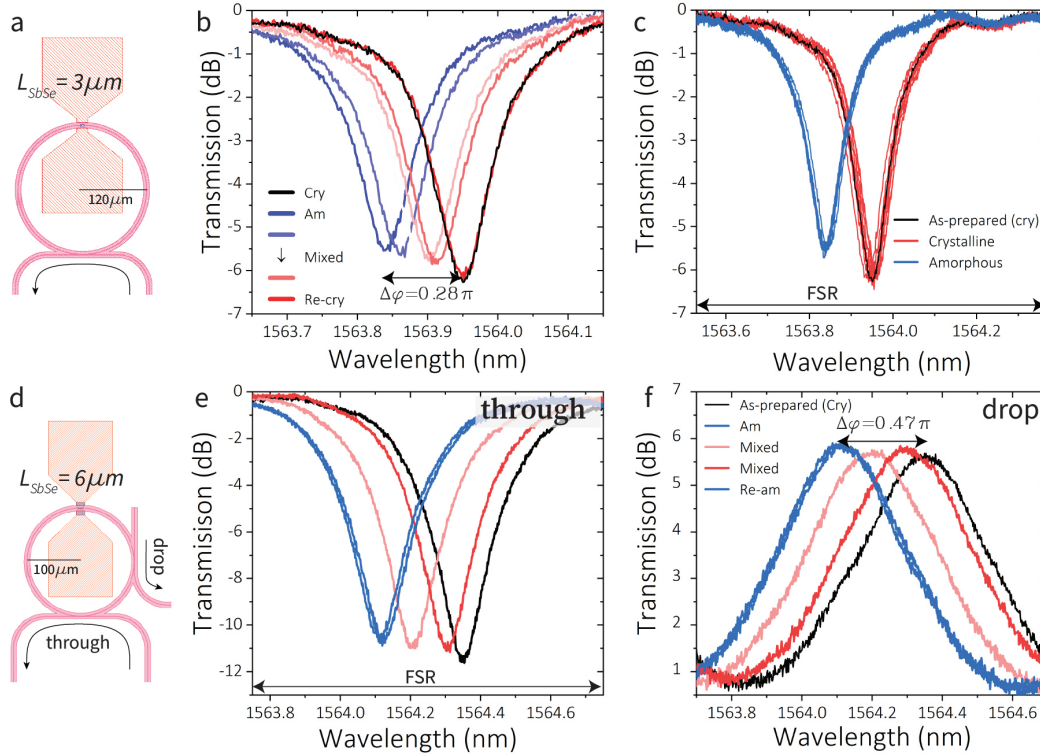 a
L_SbSe = 3μm
120μm
b
0
-1
-2
-3
-4
-5
-6
-7
Transmission (dB)
Cry
Am
↓ Mixed
Re-cry
Δφ=0.28π
1563.7 1563.8 1563.9 1564.0 1564.1
Wavelength (nm)
c
0
-1
-2
-3
-4
-5
-6
-7
Transmission (dB)
As-prepared (cry)
Crystalline
Amorphous
FSR
1563.6 1563.8 1564.0 1564.2
Wavelength (nm)
d
L_SbSe = 6μm
100μm
drop
through
e
through
0
-2
-4
-6
-8
-10
-12
Transmisison (dB)
FSR
1563.8 1564.0 1564.2 1564.4 1564.6
Wavelength (nm)
f
drop
7
6
5
4
3
2
1
Transmission (dB)
As-prepared (Cry)
Am
Mixed
Mixed
Re-am
Δφ=0.47π
1563.8 1564.0 1564.2 1564.4 1564.6
Wavelength (nm)